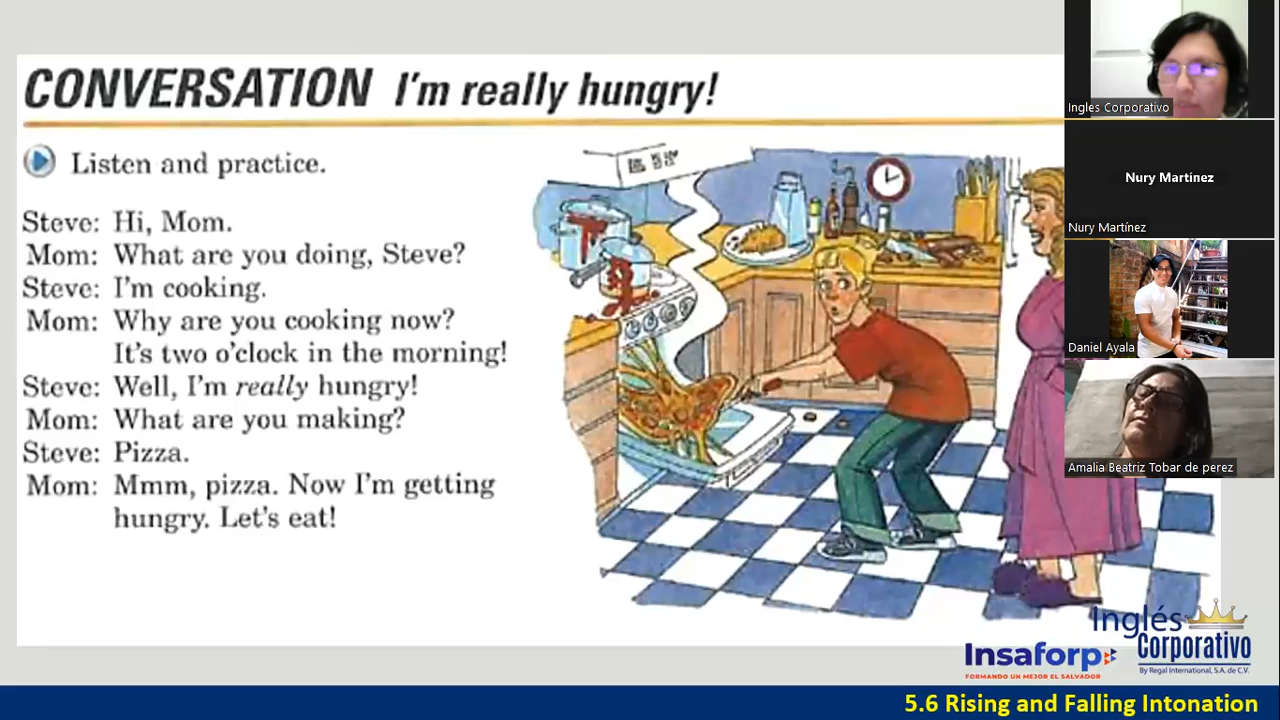 CONVERSATION I'm really hungry!
Listen and practice.
Steve: Hi, Mom.
Mom: What are you doing, Steve?
Steve: I'm cooking.
Mom: Why are you cooking now?
It's two o'clock in the morning!
Steve: Well, I'm really hungry!
Mom: What are you making?
Steve: Pizza.
Mom: Mmm, pizza. Now I'm getting
hungry. Let's eat!
Ingles Corporativo
Nury Martínez
Nury Martínez
Daniel Ayala
Amalia Beatriz Tobar de perez
Inglés
Corporativo
By Regal International, S.A. de C.V.
Insaforp
FORMANDO UN MEJOR EL SALVADOR
5.6 Rising and Falling Intonation